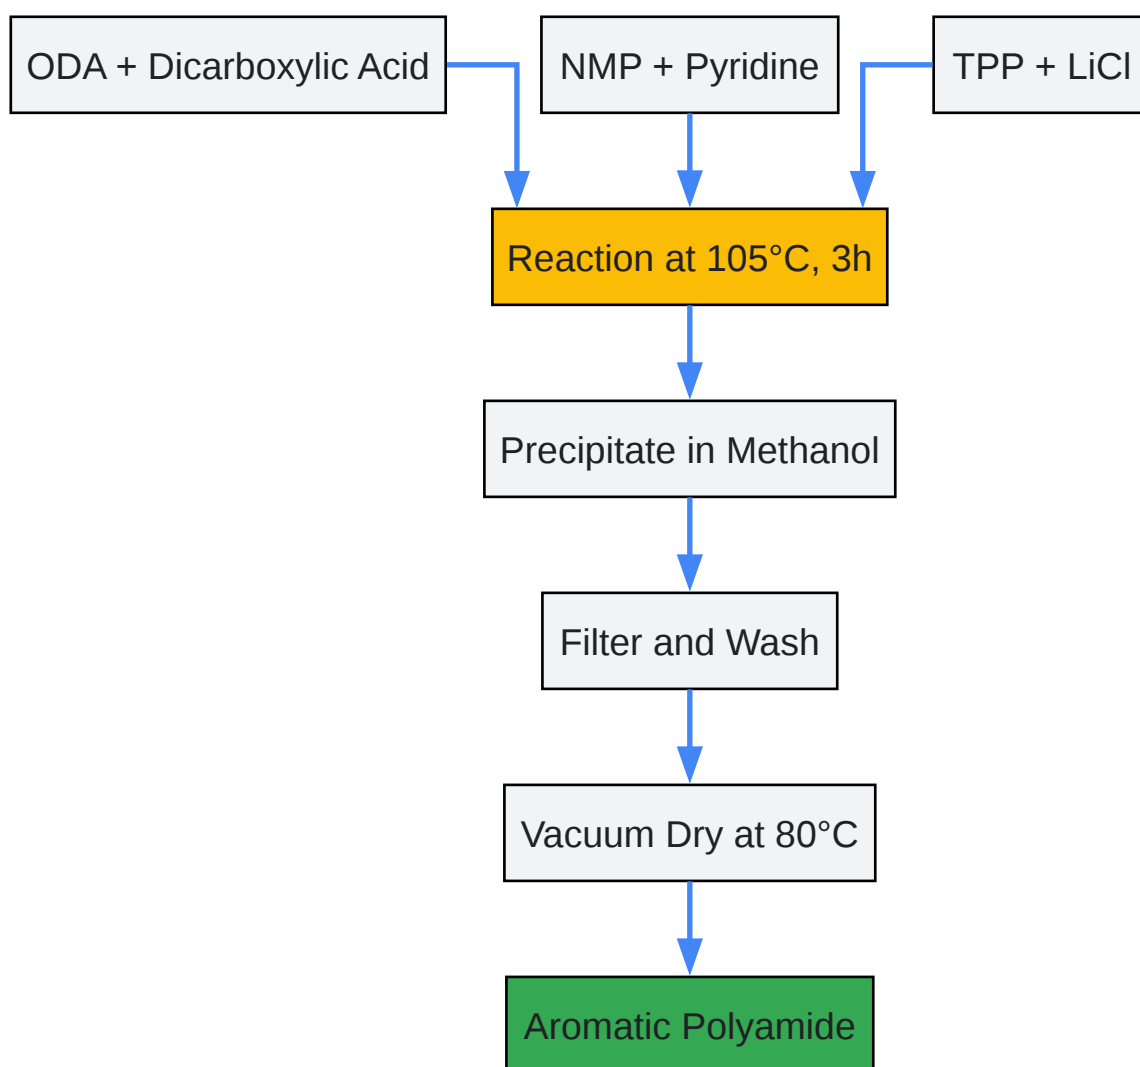 ODA + Dicarboxylic Acid
NMP + Pyridine
TPP + LiCl
Reaction at 105°C, 3h
Precipitate in Methanol
Filter and Wash
Vacuum Dry at 80°C
Aromatic Polyamide